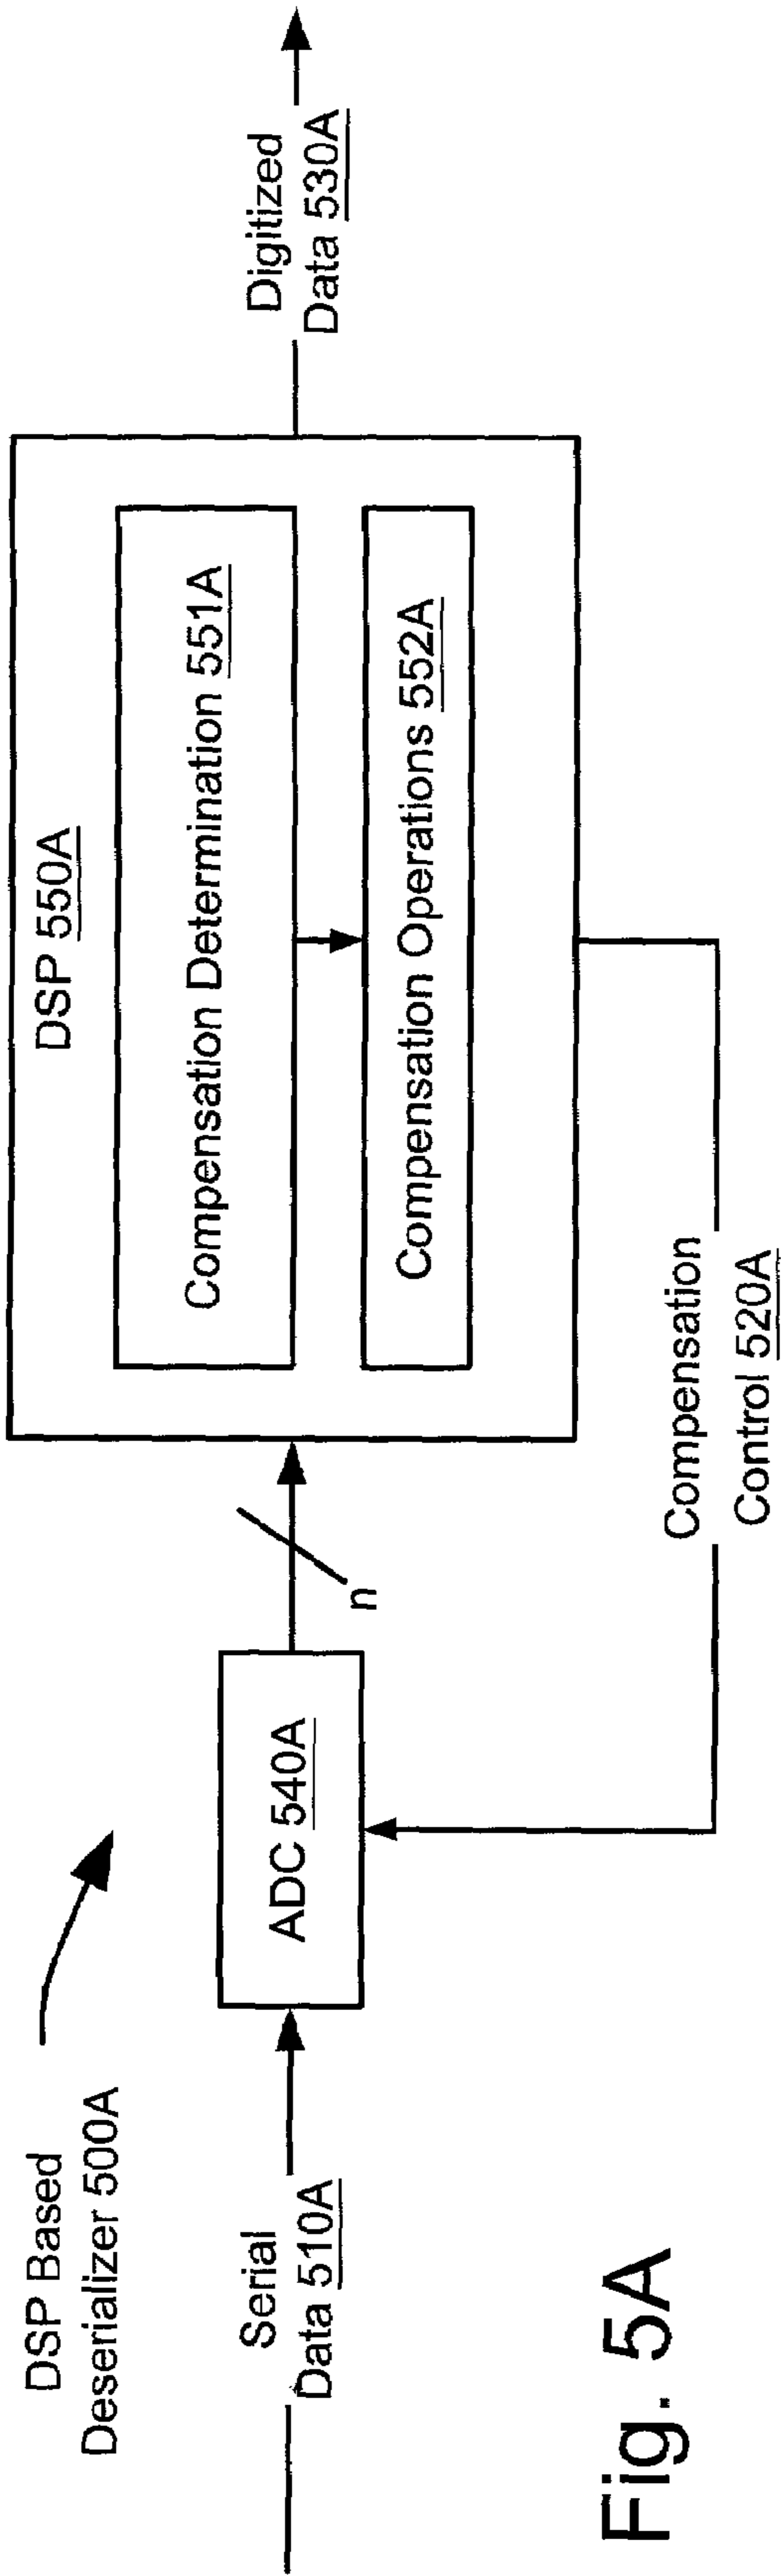 DSP Based
Deserializer 500A
Serial
Data 510A
ADC 540A
n
DSP 550A
Compensation Determination 551A
Compensation Operations 552A
Digitized
Data 530A
Compensation
Control 520A
Fig. 5A